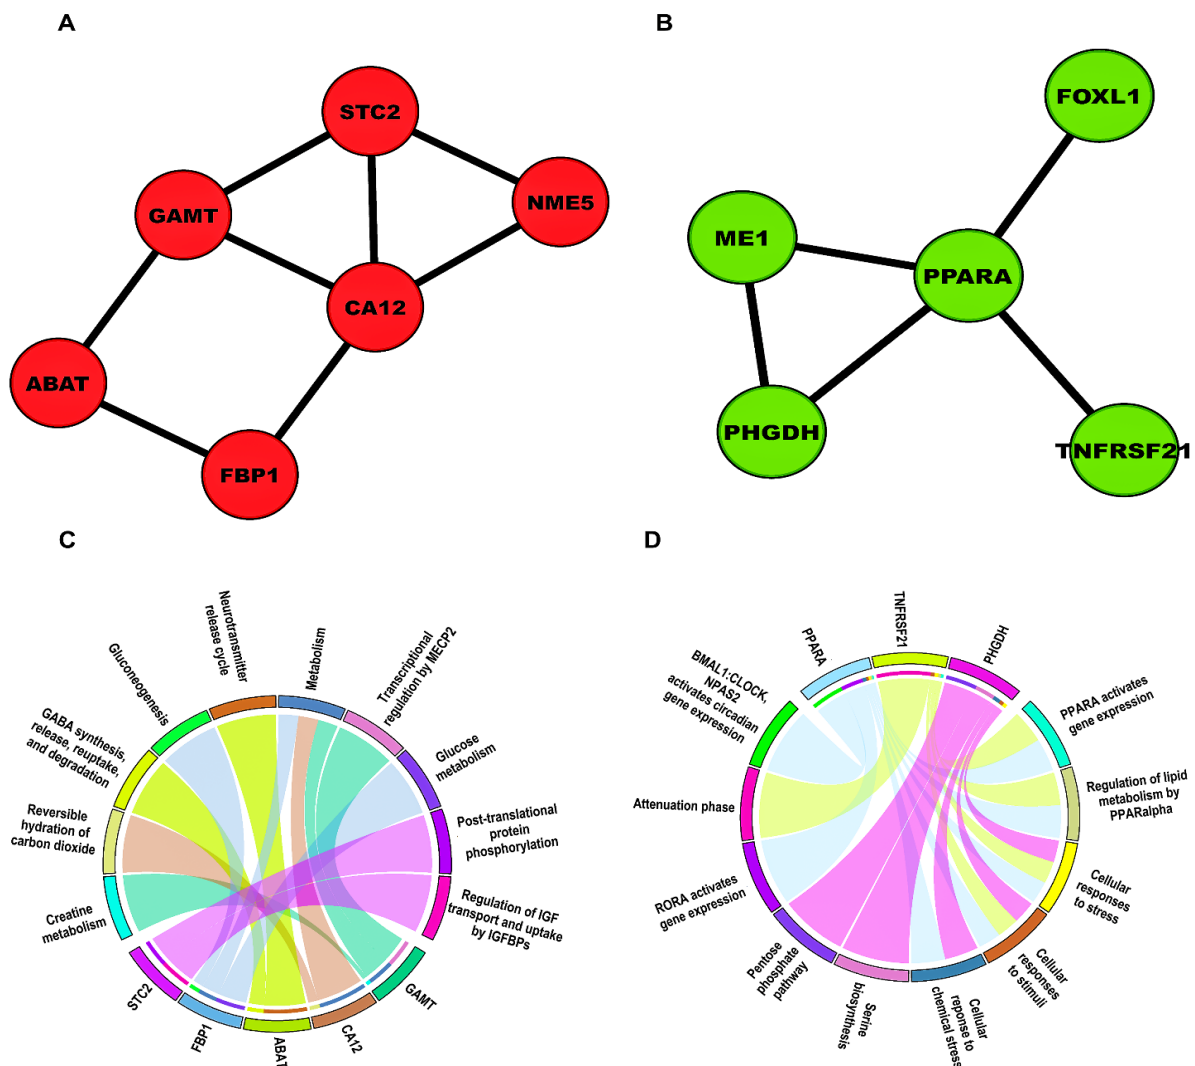 A
B
STC2
NME5
GAMT
CA12
ABAT
FBP1
FOXL1
ME1
PPARA
PHGDH
TNFRSF21
C
D
Creatine
metabolism
Reversible
hydration of
carbon dioxide
GABA synthesis,
release, reuptake,
and degradation
Gluconeogenesis
Neurotransmitter
release cycle
Metabolism
Transcriptional
regulation by MECP2
Glucose
metabolism
Post-translational
protein
phosphorylation
Regulation of IGF
transport and uptake
by IGFBPs
GAMT
CA12
ABAT
FBP1
STC2
BMAL1:CLOCK,
NPAS2
activates circadian
gene expression
PPARA
TNFRSF21
PHGDH
PPARA activates
gene expression
Regulation of lipid
metabolism by
PPARalpha
Cellular
responses
to stress
Cellular
responses
to stimuli
Cellular
reponse to
chemical stress
Serine
biosynthesis
Pentose
phosphate
pathway
RORA activates
gene expression
Attenuation phase